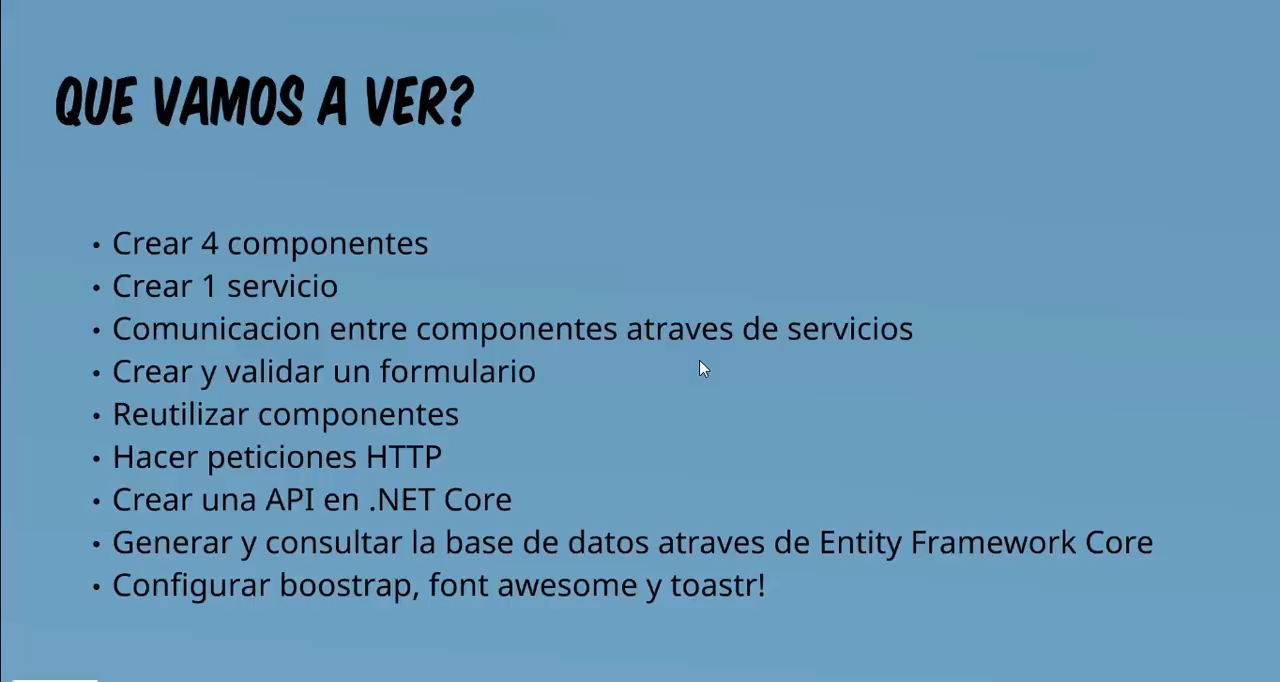 QUE VAMOS A VER?
• Crear 4 componentes
• Crear 1 servicio
• Comunicacion entre componentes atraves de servicios
• Crear y validar un formulario
• Reutilizar componentes
• Hacer peticiones HTTP
• Crear una API en .NET Core
• Generar y consultar la base de datos atraves de Entity Framework Core
• Configurar boostrap, font awesome y toastr!